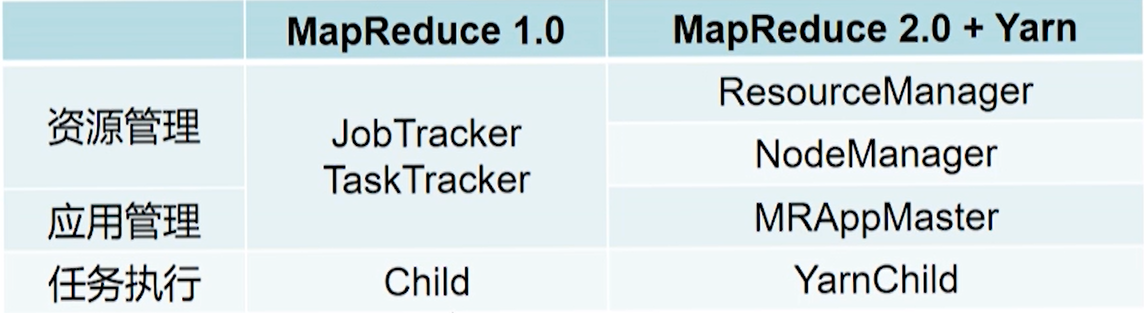 MapReduce 1.0
MapReduce 2.0 + Yarn
资源管理
JobTracker
TaskTracker
ResourceManager
NodeManager
应用管理
MRAppMaster
任务执行
Child
YarnChild